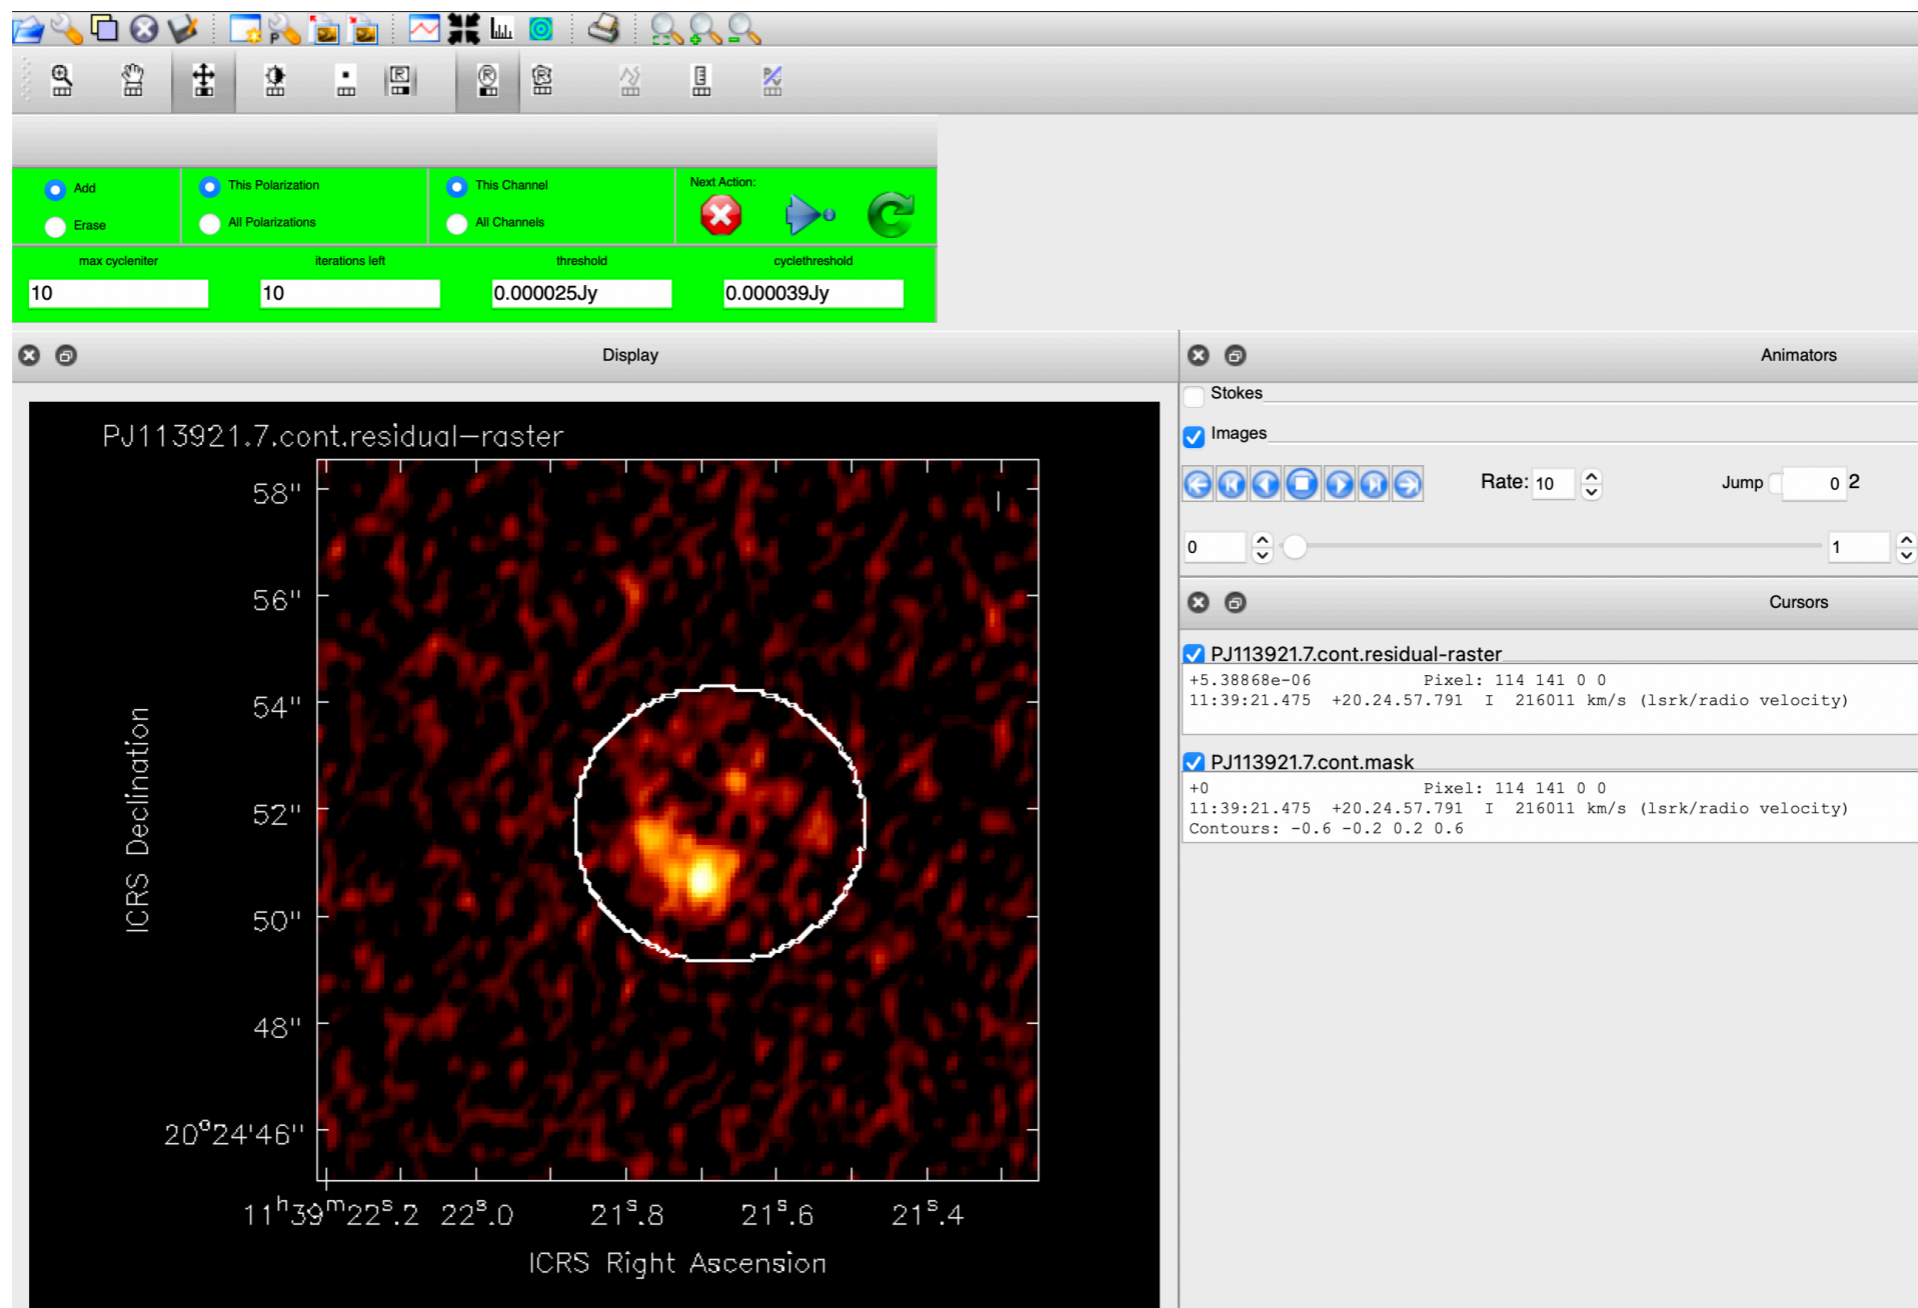 Add
This Polarization
This Channel
Next Action:
Erase
All Polarizations
All Channels
max cycleniter
iterations left
threshold
cyclethreshold
10
10
0.000025Jy
0.000039Jy
Display
Animators
Stokes
Images
Rate: 10
Jump 0 2
0
1
Cursors
PJ113921.7.cont.residual-raster
+5.38868e-06 Pixel: 114 141 0 0
11:39:21.475 +20.24.57.791 I 216011 km/s (lsrk/radio velocity)
PJ113921.7.cont.mask
+0 Pixel: 114 141 0 0
11:39:21.475 +20.24.57.791 I 216011 km/s (lsrk/radio velocity)
Contours: -0.6 -0.2 0.2 0.6
PJ113921.7.cont.residual-raster
I
58"
56"
54"
52"
50"
48"
20°24'46"
ICRS Declination
11ʰ39ᵐ22ˢ.2 22ˢ.0 21ˢ.8 21ˢ.6 21ˢ.4
ICRS Right Ascension